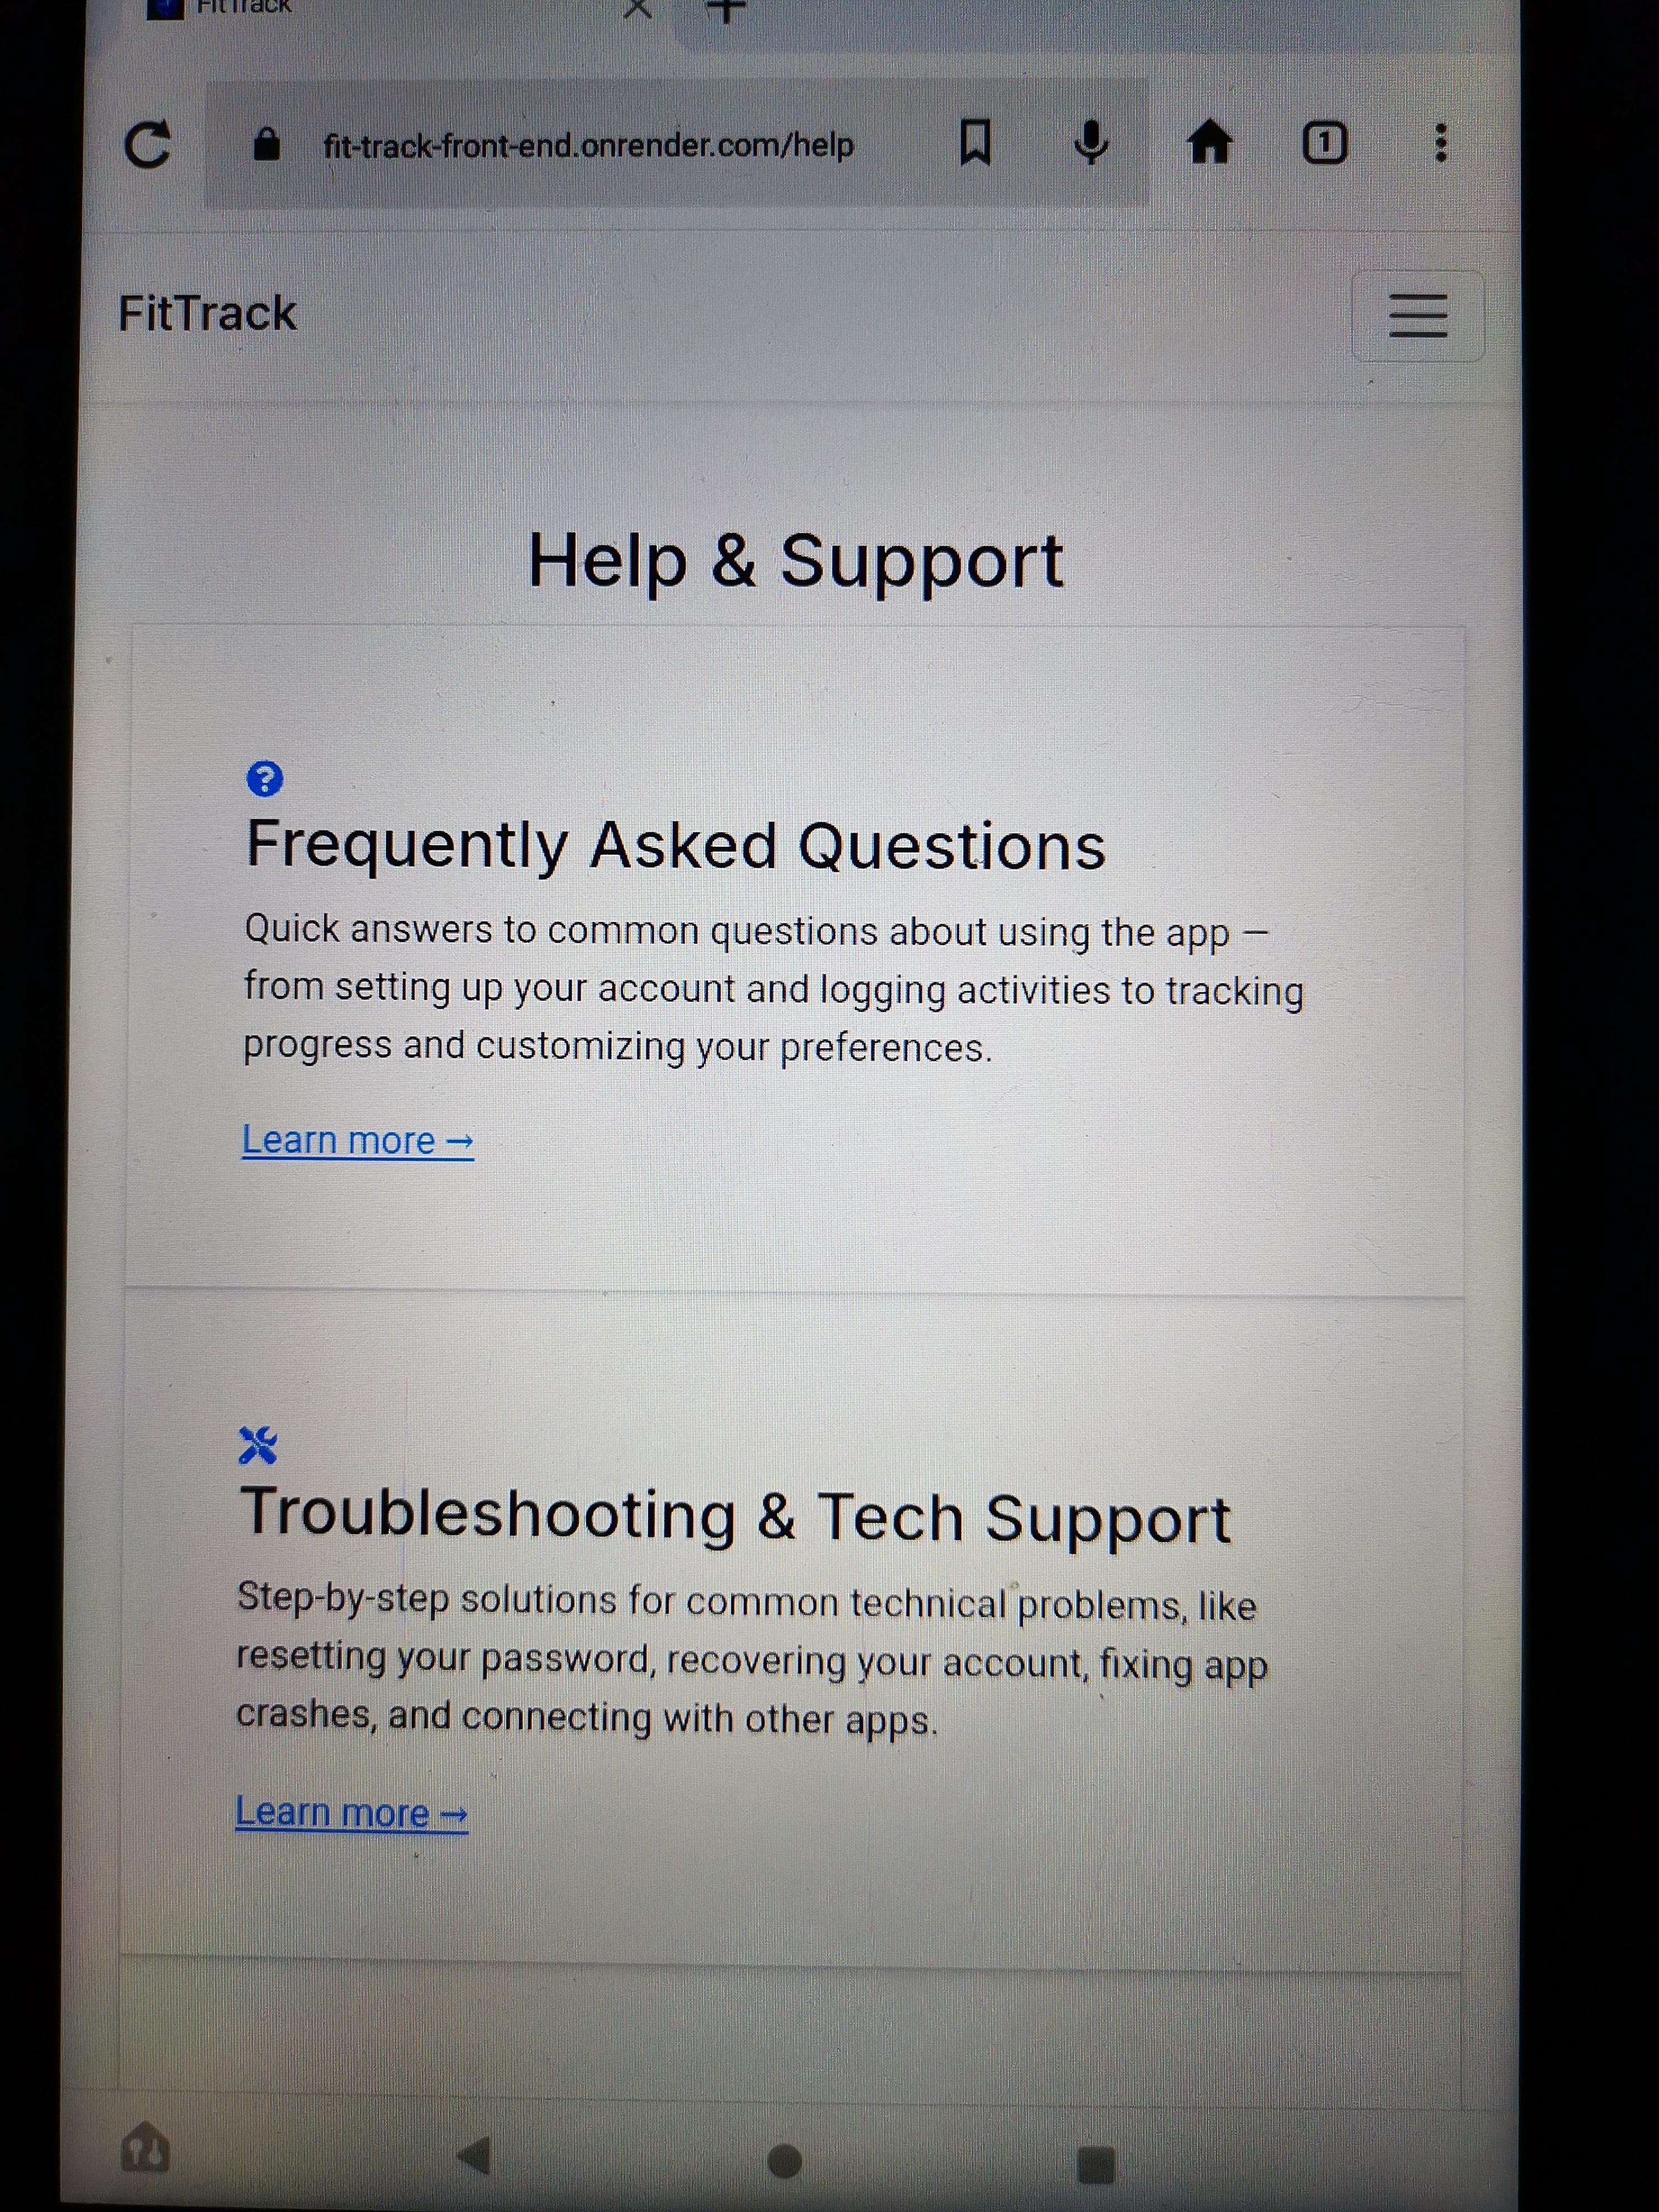 FitTrack
fit-track-front-end.onrender.com/help
1
FitTrack
Help & Support
?
Frequently Asked Questions
Quick answers to common questions about using the app —
from setting up your account and logging activities to tracking
progress and customizing your preferences.
Learn more →
Troubleshooting & Tech Support
Step-by-step solutions for common technical problems, like
resetting your password, recovering your account, fixing app
crashes, and connecting with other apps.
Learn more →